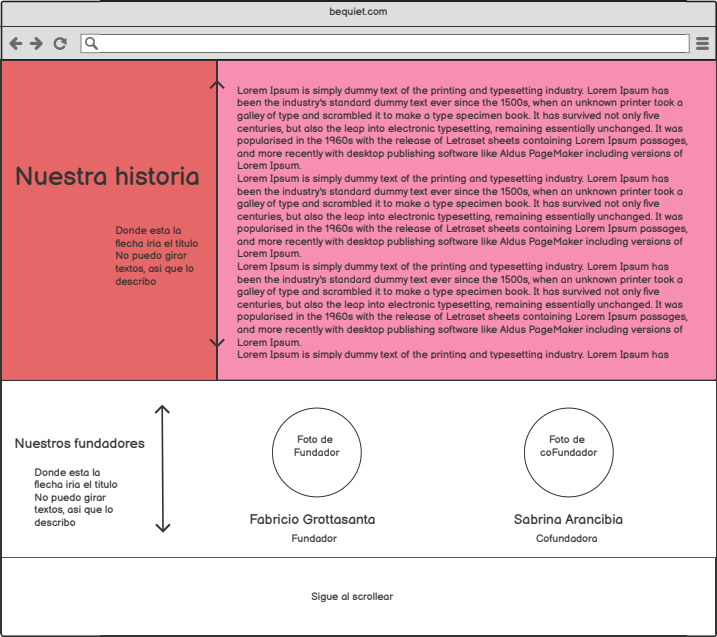 bequiet.com
Nuestra historia
Donde esta la
flecha iria el titulo
No puedo girar
textos, asi que lo
describo
Lorem Ipsum is simply dummy text of the printing and typesetting industry. Lorem Ipsum has
been the industry's standard dummy text ever since the 1500s, when an unknown printer took a
galley of type and scrambled it to make a type specimen book. It has survived not only five
centuries, but also the leap into electronic typesetting, remaining essentially unchanged. It was
popularised in the 1960s with the release of Letraset sheets containing Lorem Ipsum passages,
and more recently with desktop publishing software like Aldus PageMaker including versions of
Lorem Ipsum.
Lorem Ipsum is simply dummy text of the printing and typesetting industry. Lorem Ipsum has
been the industry's standard dummy text ever since the 1500s, when an unknown printer took a
galley of type and scrambled it to make a type specimen book. It has survived not only five
centuries, but also the leap into electronic typesetting, remaining essentially unchanged. It was
popularised in the 1960s with the release of Letraset sheets containing Lorem Ipsum passages,
and more recently with desktop publishing software like Aldus PageMaker including versions of
Lorem Ipsum.
Lorem Ipsum is simply dummy text of the printing and typesetting industry. Lorem Ipsum has
been the industry's standard dummy text ever since the 1500s, when an unknown printer took a
galley of type and scrambled it to make a type specimen book. It has survived not only five
centuries, but also the leap into electronic typesetting, remaining essentially unchanged. It was
popularised in the 1960s with the release of Letraset sheets containing Lorem Ipsum passages,
and more recently with desktop publishing software like Aldus PageMaker including versions of
Lorem Ipsum.
Lorem Ipsum is simply dummy text of the printing and typesetting industry. Lorem Ipsum has
Nuestros fundadores
Donde esta la
flecha iria el titulo
No puedo girar
textos, asi que lo
describo
Foto de
Fundador
Fabricio Grottasanta
Fundador
Foto de
coFundador
Sabrina Arancibia
Cofundadora
Sigue al scrollear